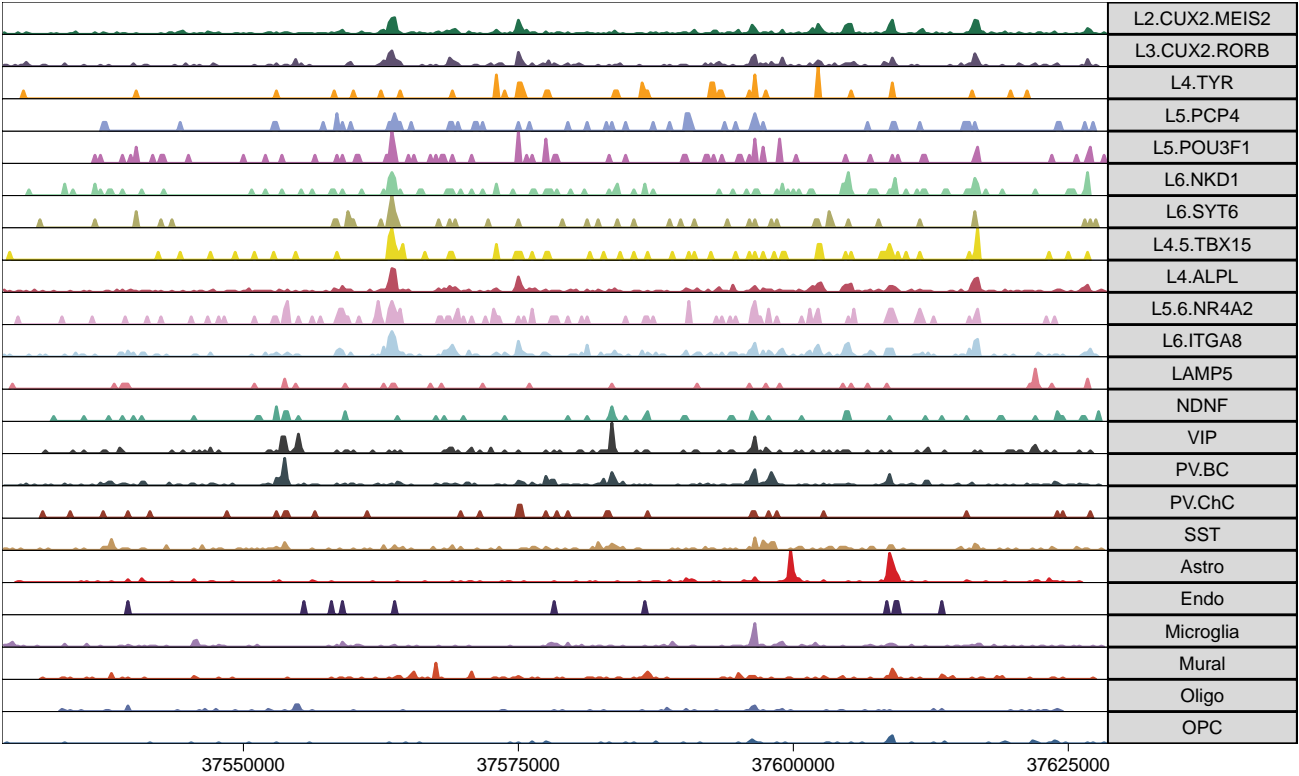 L2.CUX2.MEIS2
L3.CUX2.RORB
L4.TYR
L5.PCP4
L5.POU3F1
L6.NKD1
L6.SYT6
L4.5.TBX15
L4.ALPL
L5.6.NR4A2
L6.ITGA8
LAMP5
NDNF
VIP
PV.BC
PV.ChC
SST
Astro
Endo
Microglia
Mural
Oligo
OPC
37550000 37575000 37600000 37625000